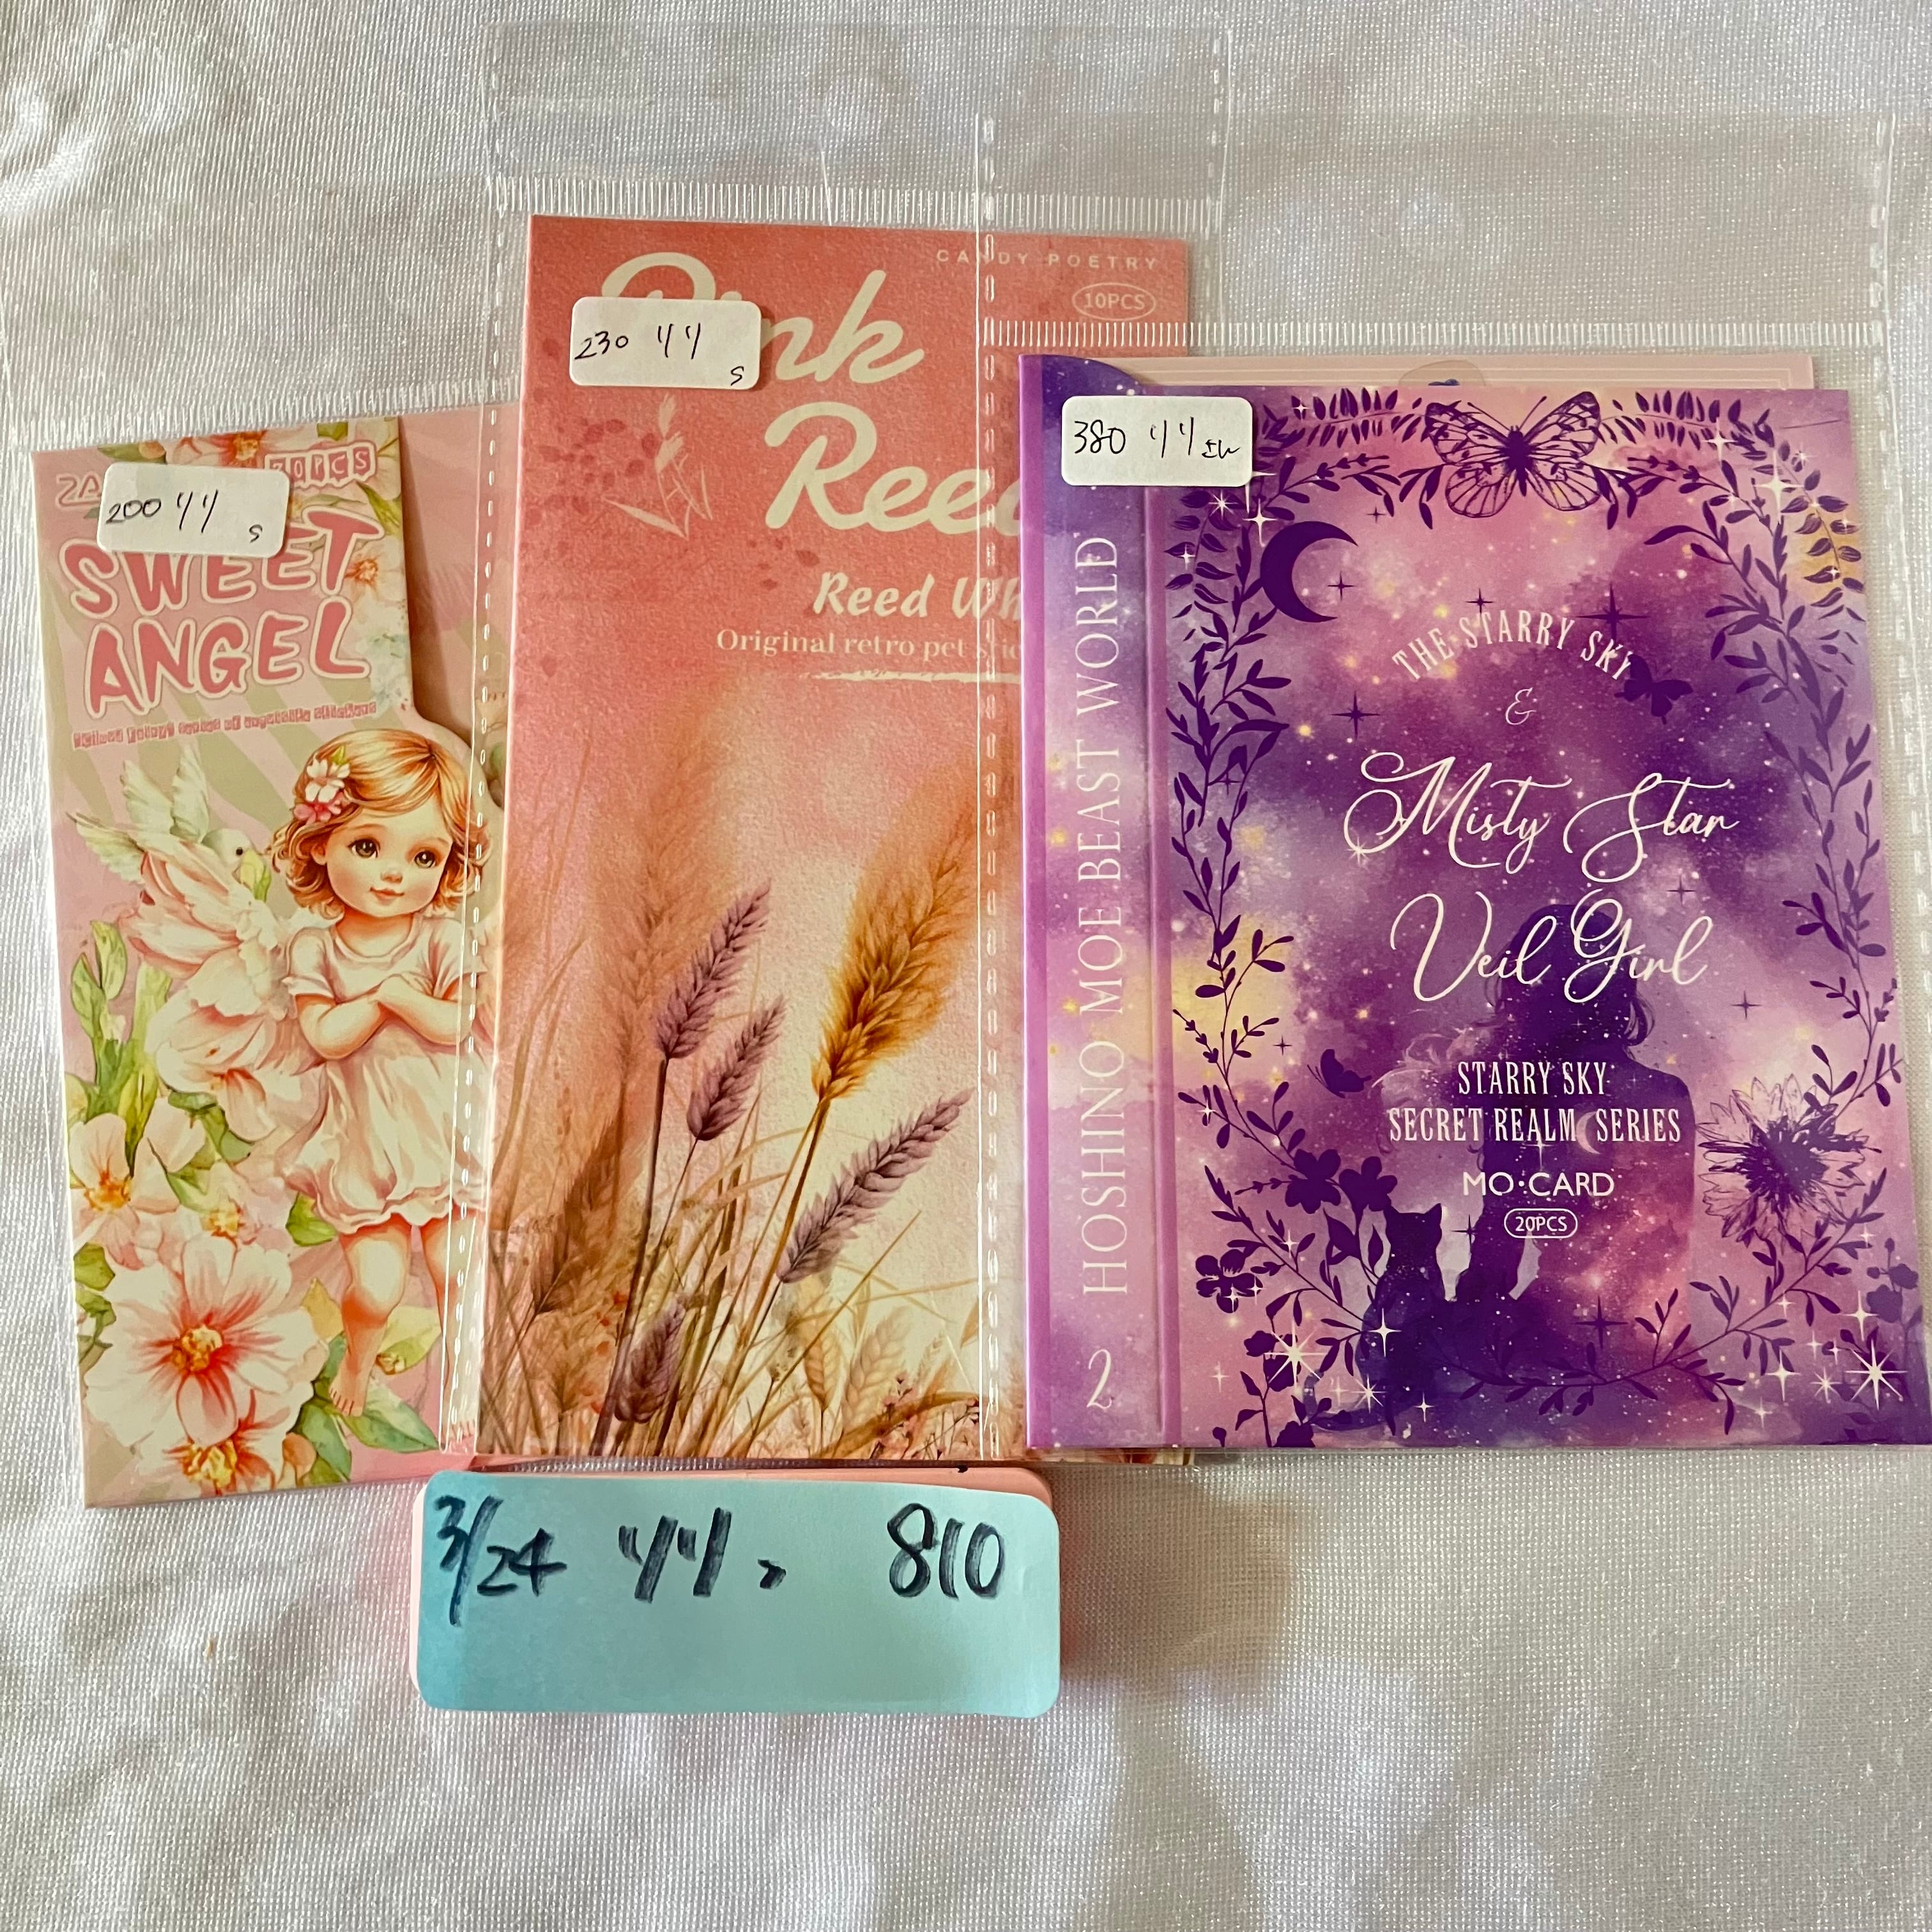 20PCS
200 リリ
s
SWEET
ANGEL
CANDY POETRY
10PCS
230 リリ
s
Reed
Original retro pet
380 リリ
HOSHINO MOE BEAST WORLD
2
THE STARRY SKY
&
Misty Star
Veil Girl
STARRY SKY
SECRET REALM SERIES
MO·CARD
20PCS
3/24 リリ 810